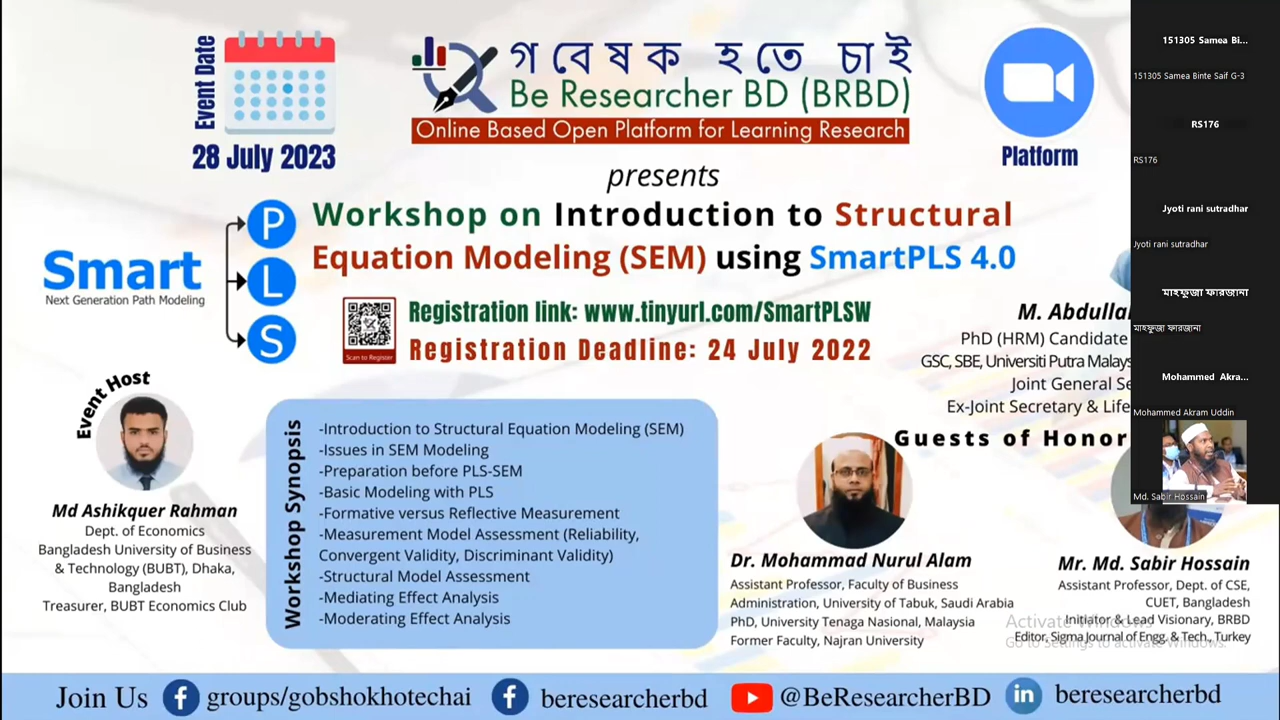 Event Date
28 July 2023
গবেষক হতে চাই
Be Researcher BD (BRBD)
Online Based Open Platform for Learning Research
Platform
presents
Workshop on Introduction to Structural
Equation Modeling (SEM) using SmartPLS 4.0
Smart
Next Generation Path Modeling
P
L
S
Registration link: www.tinyurl.com/SmartPLSW
Registration Deadline: 24 July 2022
Scan to Register
M. Abdulla
PhD (HRM) Candidate
GSC, SBE, Universiti Putra Malays
Joint General Se
Ex-Joint Secretary & Life
Event Host
Md Ashikquer Rahman
Dept. of Economics
Bangladesh University of Business
& Technology (BUBT), Dhaka,
Bangladesh
Treasurer, BUBT Economics Club
Workshop Synopsis
-Introduction to Structural Equation Modeling (SEM)
-Issues in SEM Modeling
-Preparation before PLS-SEM
-Basic Modeling with PLS
-Formative versus Reflective Measurement
-Measurement Model Assessment (Reliability,
Convergent Validity, Discriminant Validity)
-Structural Model Assessment
-Mediating Effect Analysis
-Moderating Effect Analysis
Guests of Honor
Dr. Mohammad Nurul Alam
Assistant Professor, Faculty of Business
Administration, University of Tabuk, Saudi Arabia
PhD, University Tenaga Nasional, Malaysia
Former Faculty, Najran University
Mr. Md. Sabir Hossain
Assistant Professor, Dept. of CSE,
CUET, Bangladesh
Initiator & Lead Visionary, BRBD
Editor, Sigma Journal of Engg. & Tech., Turkey
Activate Windows
Go to Settings to activate Windows.
Join Us groups/gobshokhotechai beresearcherbd @BeResearcherBD beresearcherbd
151305 Samea Bi...
151305 Samea Binte Saif G-3
RS176
RS176
Jyoti rani sutradhar
Jyoti rani sutradhar
মাহফুজা ফারজানা
মাহফুজা ফারজানা
Mohammed Akra...
Mohammed Akram Uddin
Md. Sabir Hossain